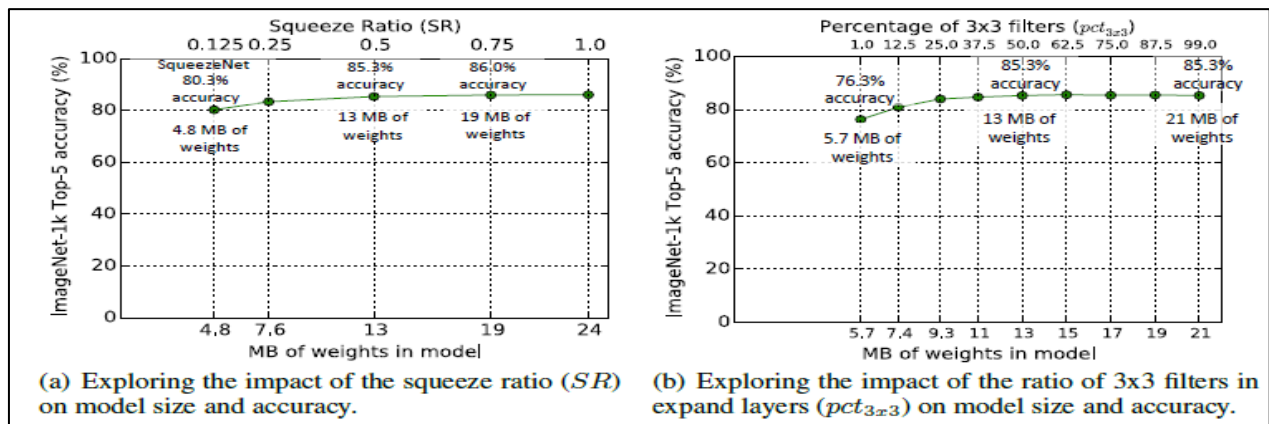 Squeeze Ratio (SR)
0.125 0.25 0.5 0.75 1.0
100
80
60
40
20
0
ImageNet-1k Top-5 accuracy (%)
SqueezeNet
80.3%
accuracy
4.8 MB of
weights
85.3%
accuracy
13 MB of
weights
86.0%
accuracy
19 MB of
weights
4.8 7.6 13 19 24
MB of weights in model
(a) Exploring the impact of the squeeze ratio (SR)
on model size and accuracy.
Percentage of 3x3 filters (pct3x3)
1.0 12.5 25.0 37.5 50.0 62.5 75.0 87.5 99.0
100
80
60
40
20
0
ImageNet-1k Top-5 accuracy (%)
76.3%
accuracy
5.7 MB of
weights
85.3%
accuracy
13 MB of
weights
85.3%
accuracy
21 MB of
weights
5.7 7.4 9.3 11 13 15 17 19 21
MB of weights in model
(b) Exploring the impact of the ratio of 3x3 filters in
expand layers (pct3x3) on model size and accuracy.